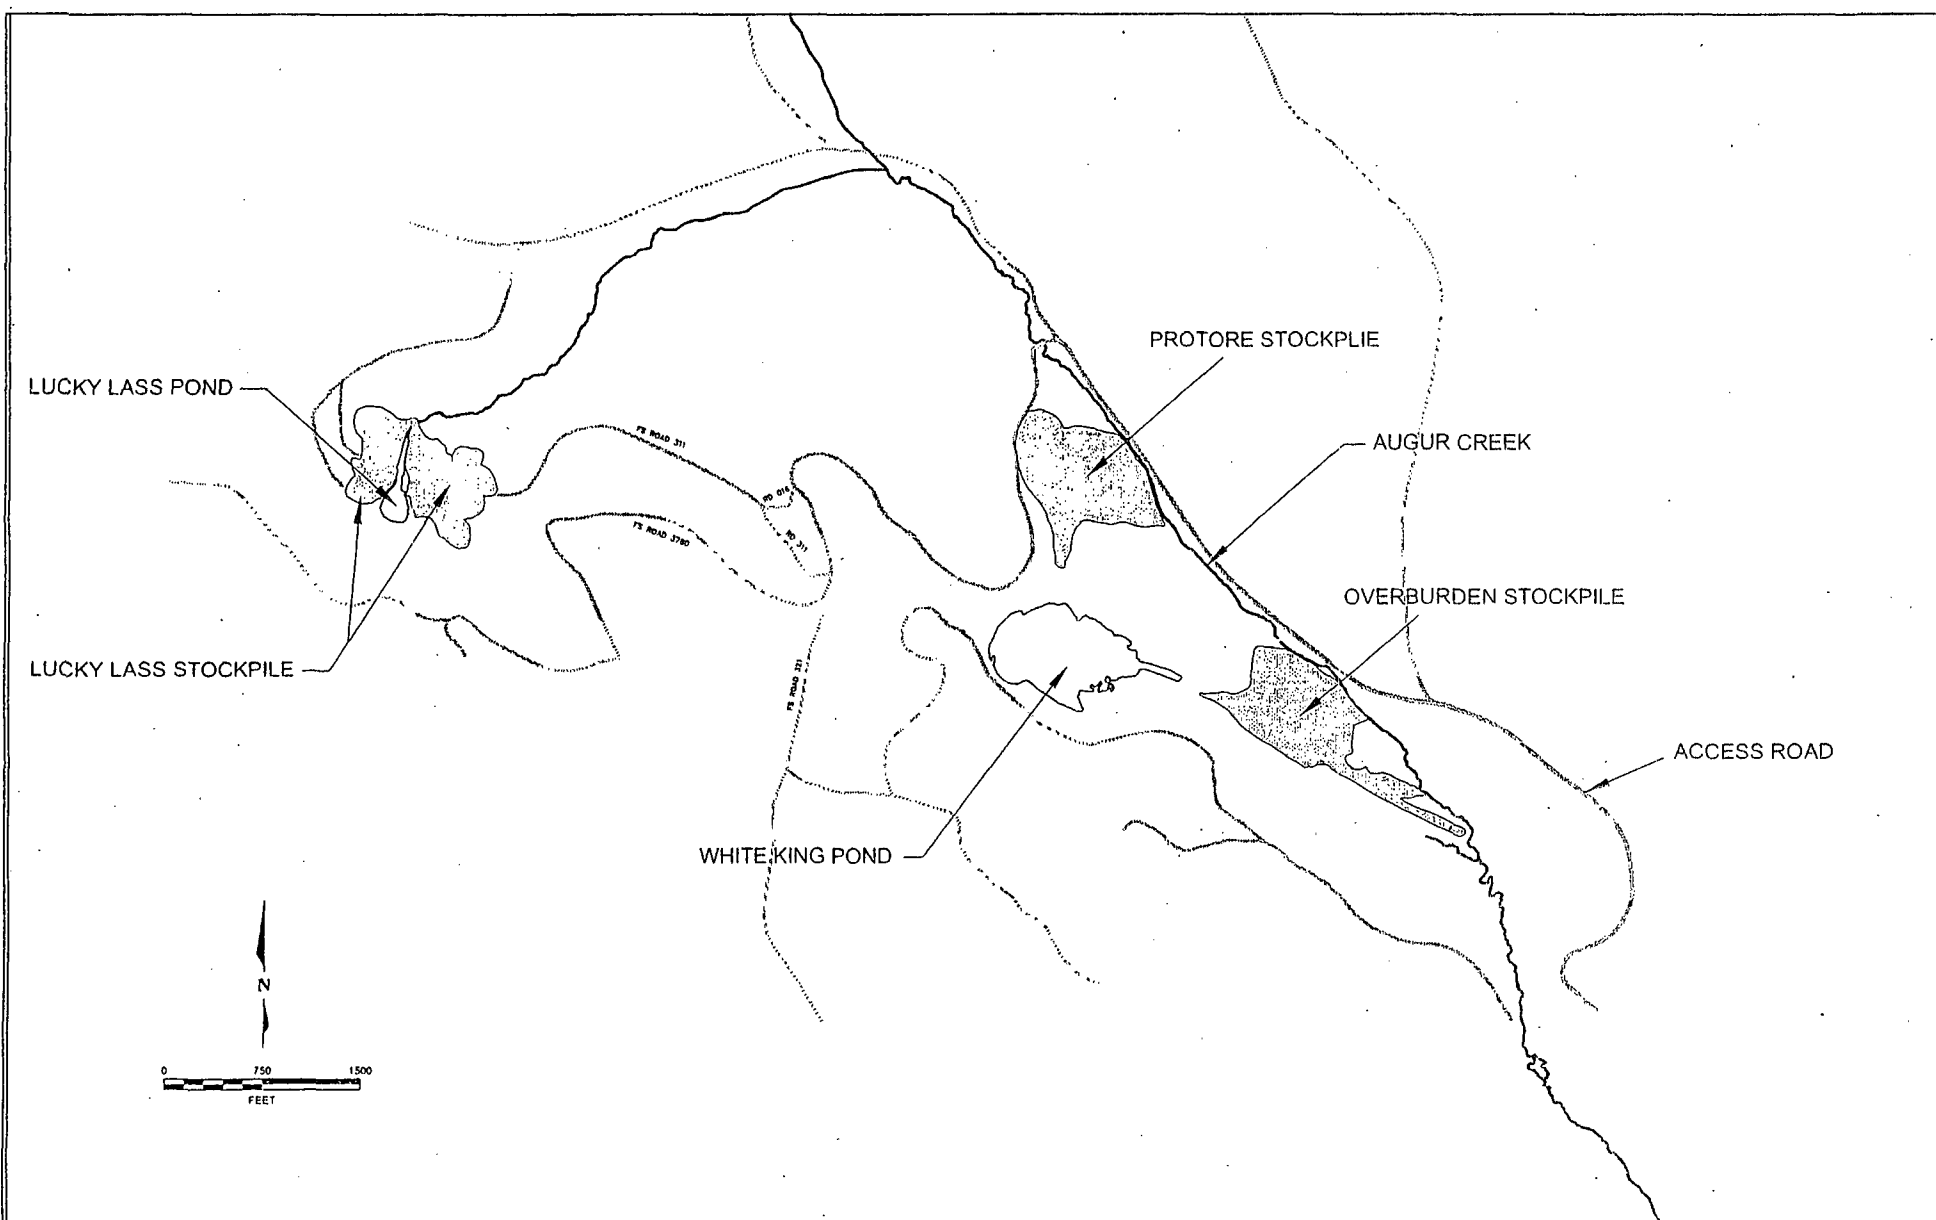 PROTORE STOCKPLIE
LUCKY LASS POND
FS ROAD 311
AUGUR CREEK
RD 016
RD 311
FS ROAD 3780
OVERBURDEN STOCKPILE
LUCKY LASS STOCKPILE
FS ROAD 331
ACCESS ROAD
WHITE KING POND
N
0 750 1500
FEET